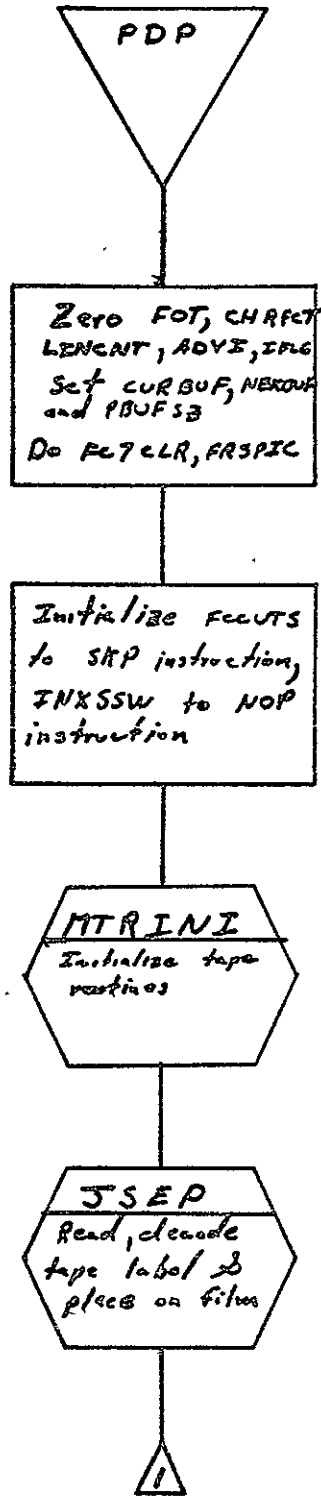 PDP
Zero FOT, CHRFCT
LENCNT, ADVI, IFLG
Set CURBUF, NEXBUF
and PBUFSB
Do FC7CLR, FRSPIC
Initialize FCCUTS
to SKP instruction,
INXSSW to NOP
instruction
MTRINI
Initialize tape
routines
JSEP
Read, decode
tape label &
place on film
1